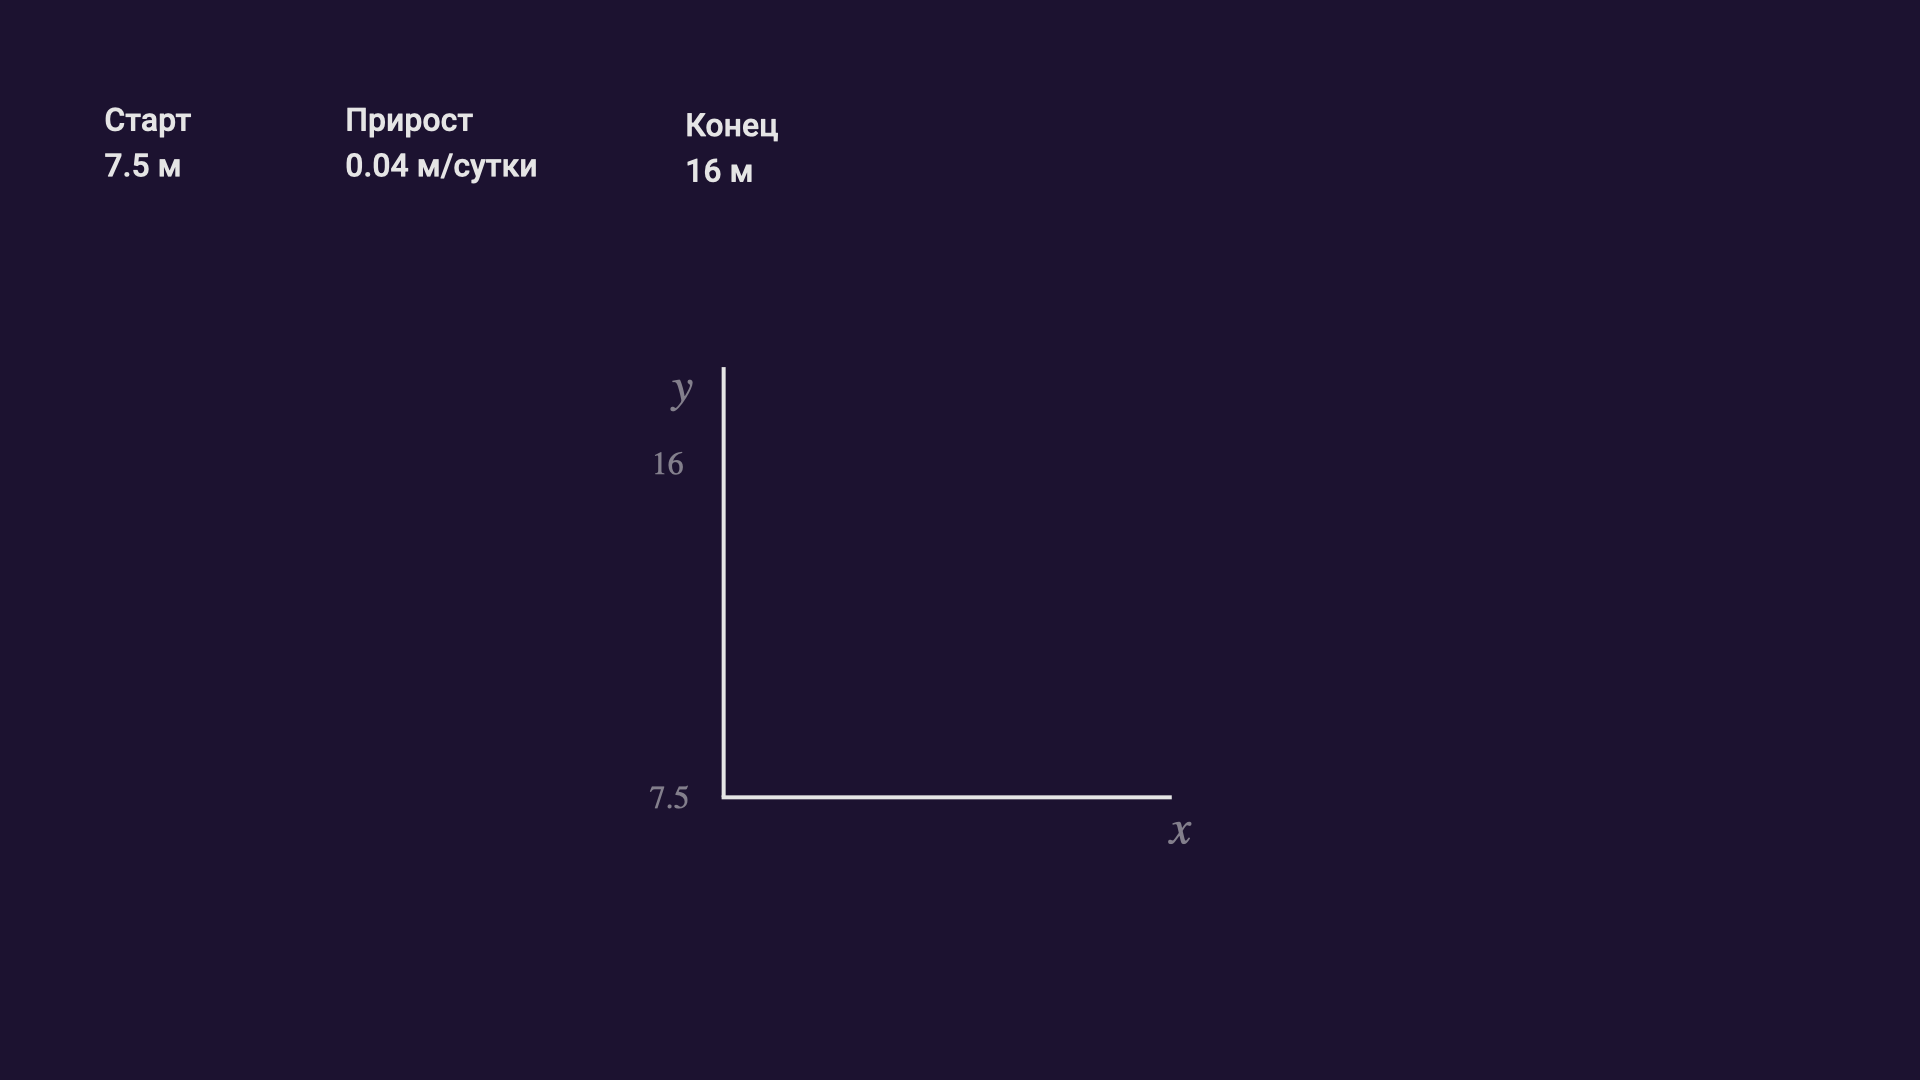 Старт
7.5 м
Прирост
0.04 м/сутки
Конец
16 м
y
16
7.5
x